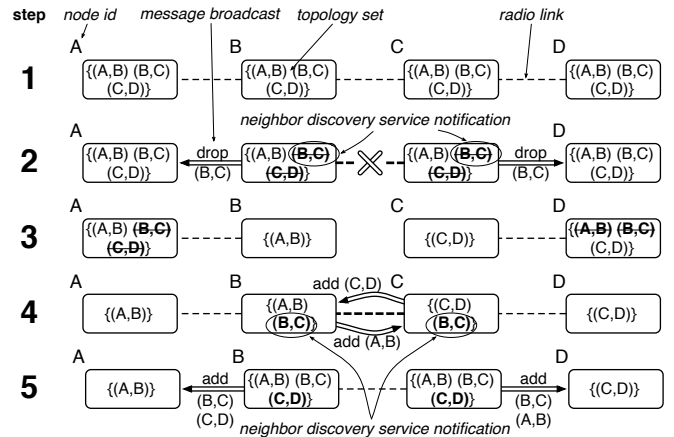 step node id message broadcast topology set radio link
A B C D
1 {(A,B) (B,C) {(A,B) (B,C) {(A,B) (B,C) {(A,B) (B,C)
(C,D)} (C,D)} (C,D)} (C,D)}
neighbor discovery service notification
A D
2 {(A,B) (B,C) drop {(A,B) (B,C) {(A,B) (B,C) drop {(A,B) (B,C)
(C,D)} (B,C) (C,D)} (C,D)} (B,C) (C,D)}
A B C D
3 {(A,B) (B,C) {(A,B)} {(C,D)} {(A,B) (B,C)
(C,D)} (C,D)}
A B add (C,D) C D
4 {(A,B)} {(A,B) {(C,D) {(C,D)}
(B,C)} (B,C)}
add (A,B)
A B C D
5 {(A,B)} add {(A,B) (B,C) {(A,B) (B,C) add {(C,D)}
(B,C) (C,D)} (C,D)} (B,C)
(C,D) (A,B)
neighbor discovery service notification